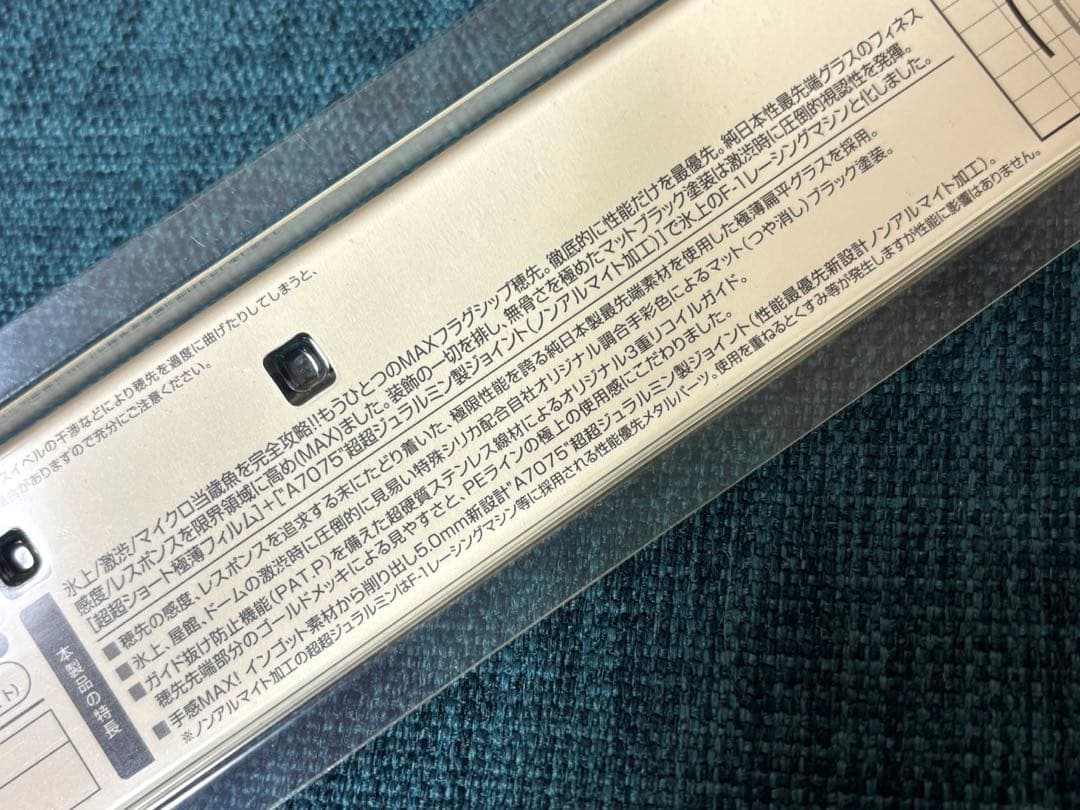 スイベルの干渉などにより穂先を過度に曲げたりしてしまうと、
合がありますので充分にご注意ください。
本製品の特長
氷上/激渋/マイクロ当歳魚を完全攻略!!もうひとつのMAXフラグシップ穂先。徹底的に性能だけを最優先。純日本性最先端グラスのフィネス
感度/レスポンスを限界領域に高め(MAX)ました。装飾の一切を排し、無骨さを極めたマットブラック塗装は激渋時に圧倒的視認性を発揮。
[超超ショート極薄フィルム]+["A7075"超超ジュラルミン製ジョイント(ノンアルマイト加工)]で氷上のF-1レーシングマシンと化しました。
■穂先の感度、レスポンスを追求する末にたどり着いた、極限性能を誇る純日本製最先端素材を使用した極薄扁平グラスを採用。
■氷上、屋館、ドームの激渋時に圧倒的に見易い特殊シリカ配合自社オリジナル調合手彩色によるマット(つや消し)ブラック塗装。
■ガイド抜け防止機能(PAT.P)を備えた超硬質ステンレス線材によるオリジナル3重リコイルガイド。
穂先先端部分のゴールドメッキによる見やすさと、PEラインの極上の使用感にこだわりました。
■手感MAX! インゴット素材から削り出し5.0mm新設計"A7075"超超ジュラルミン製ジョイント(性能最優先新設計ノンアルマイト加工)。
※ノンアルマイト加工の超超ジュラルミンはF-1レーシングマシン等に採用される性能優先メタルパーツ。使用を重ねるとくすみ等が発生しますが性能に影響はありません。
ト)